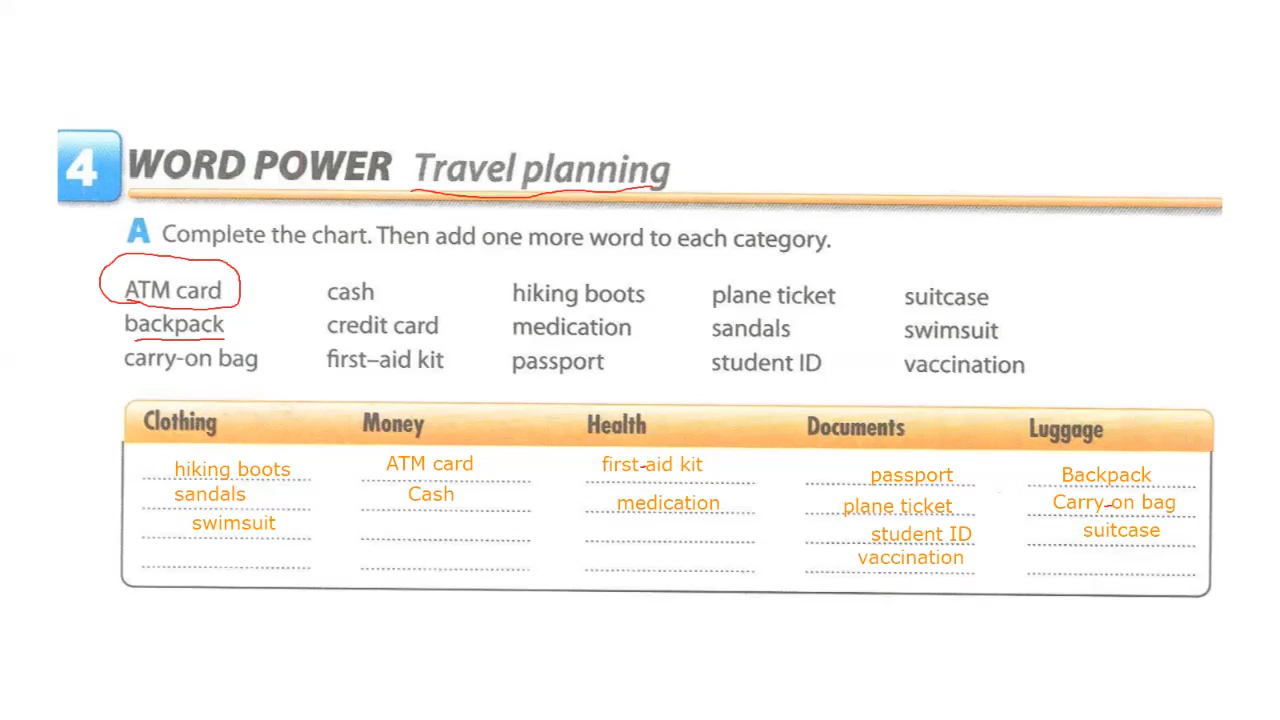 4 WORD POWER Travel planning
A Complete the chart. Then add one more word to each category.
ATM card cash hiking boots plane ticket suitcase
backpack credit card medication sandals swimsuit
carry-on bag first–aid kit passport student ID vaccination
Clothing Money Health Documents Luggage
hiking boots ATM card first-aid kit passport Backpack
sandals Cash medication plane ticket Carry-on bag
swimsuit student ID suitcase
vaccination